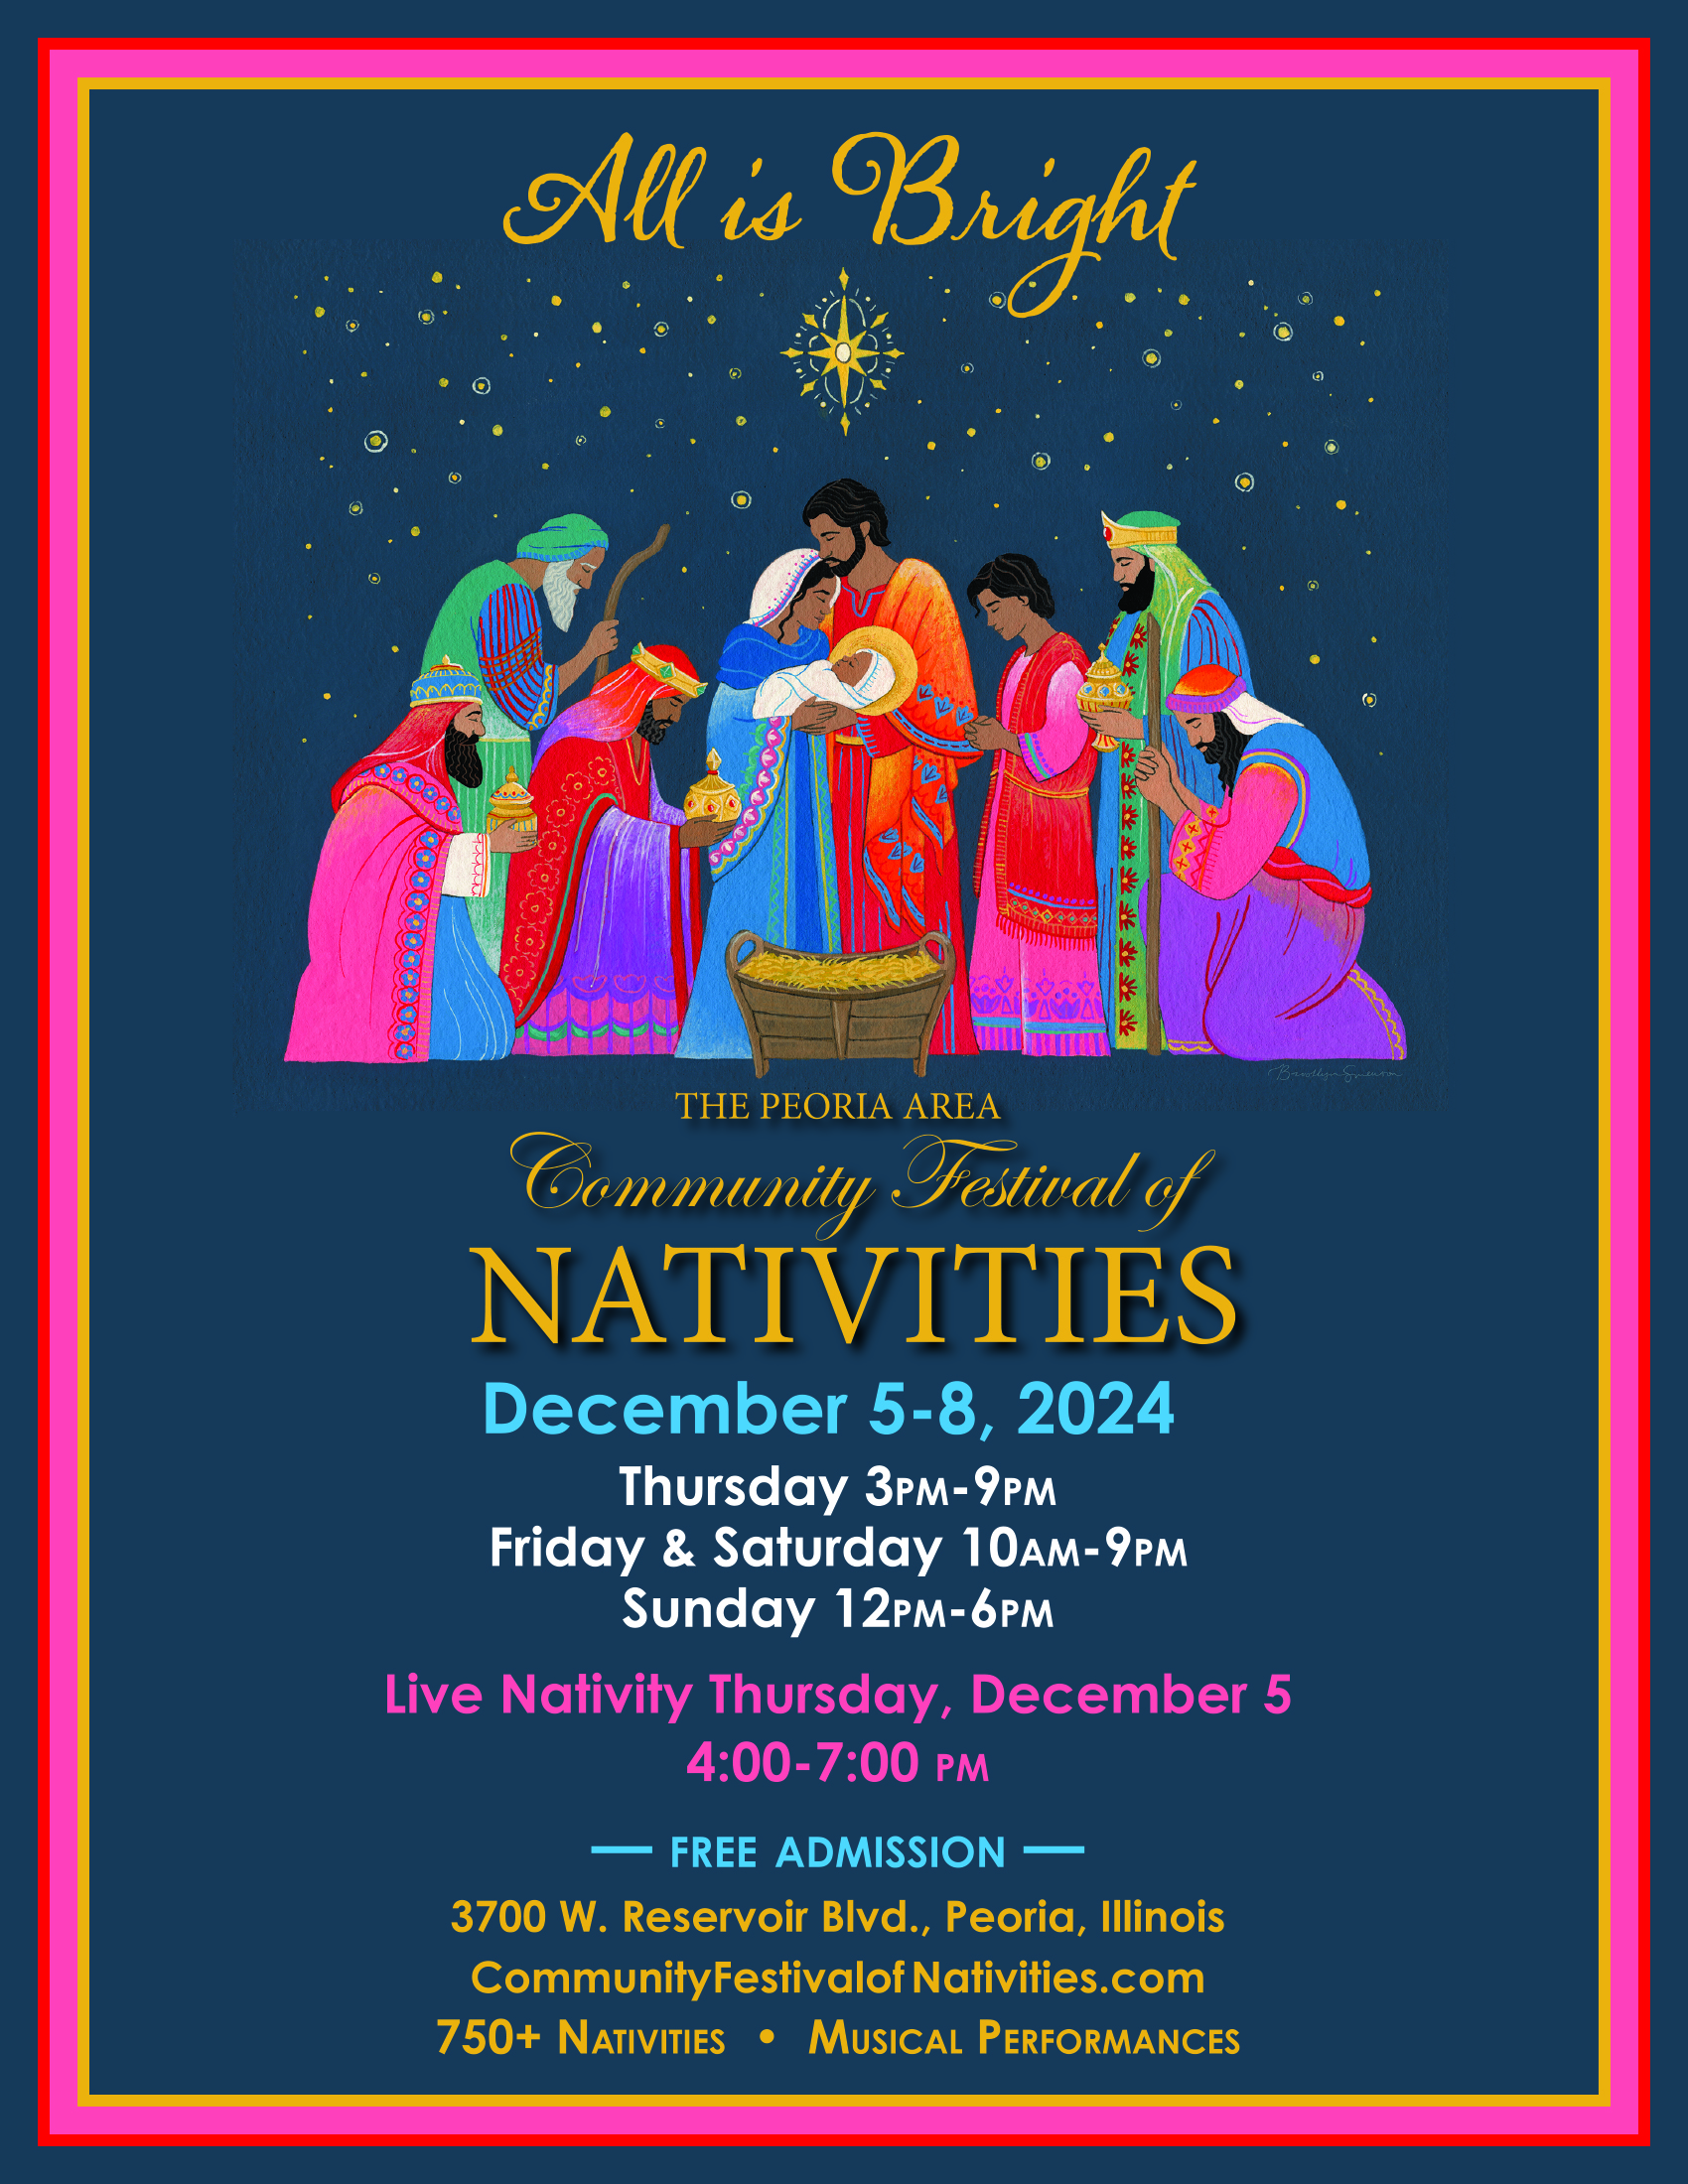 All is Bright
Brooklyn Swenson
THE PEORIA AREA
Community Festival of
NATIVITIES
December 5-8, 2024
Thursday 3PM-9PM
Friday & Saturday 10AM-9PM
Sunday 12PM-6PM
Live Nativity Thursday, December 5
4:00-7:00 PM
— FREE ADMISSION —
3700 W. Reservoir Blvd., Peoria, Illinois
CommunityFestivalofNativities.com
750+ NATIVITIES • MUSICAL PERFORMANCES